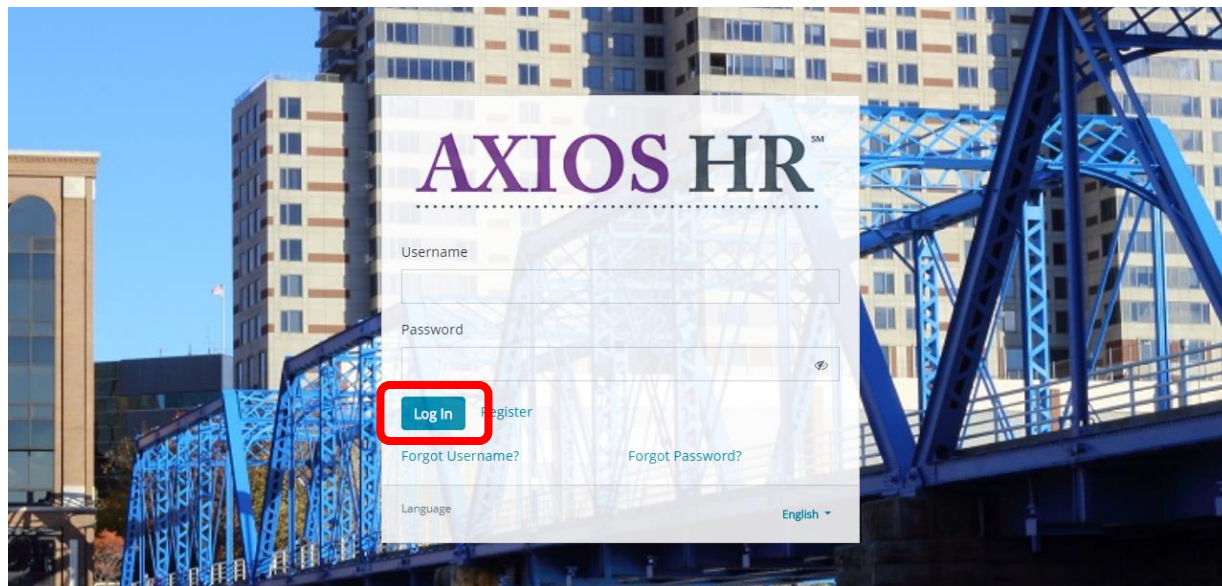 AXIOS HR℠
Username
Password
Log In Register
Forgot Username? Forgot Password?
Language English